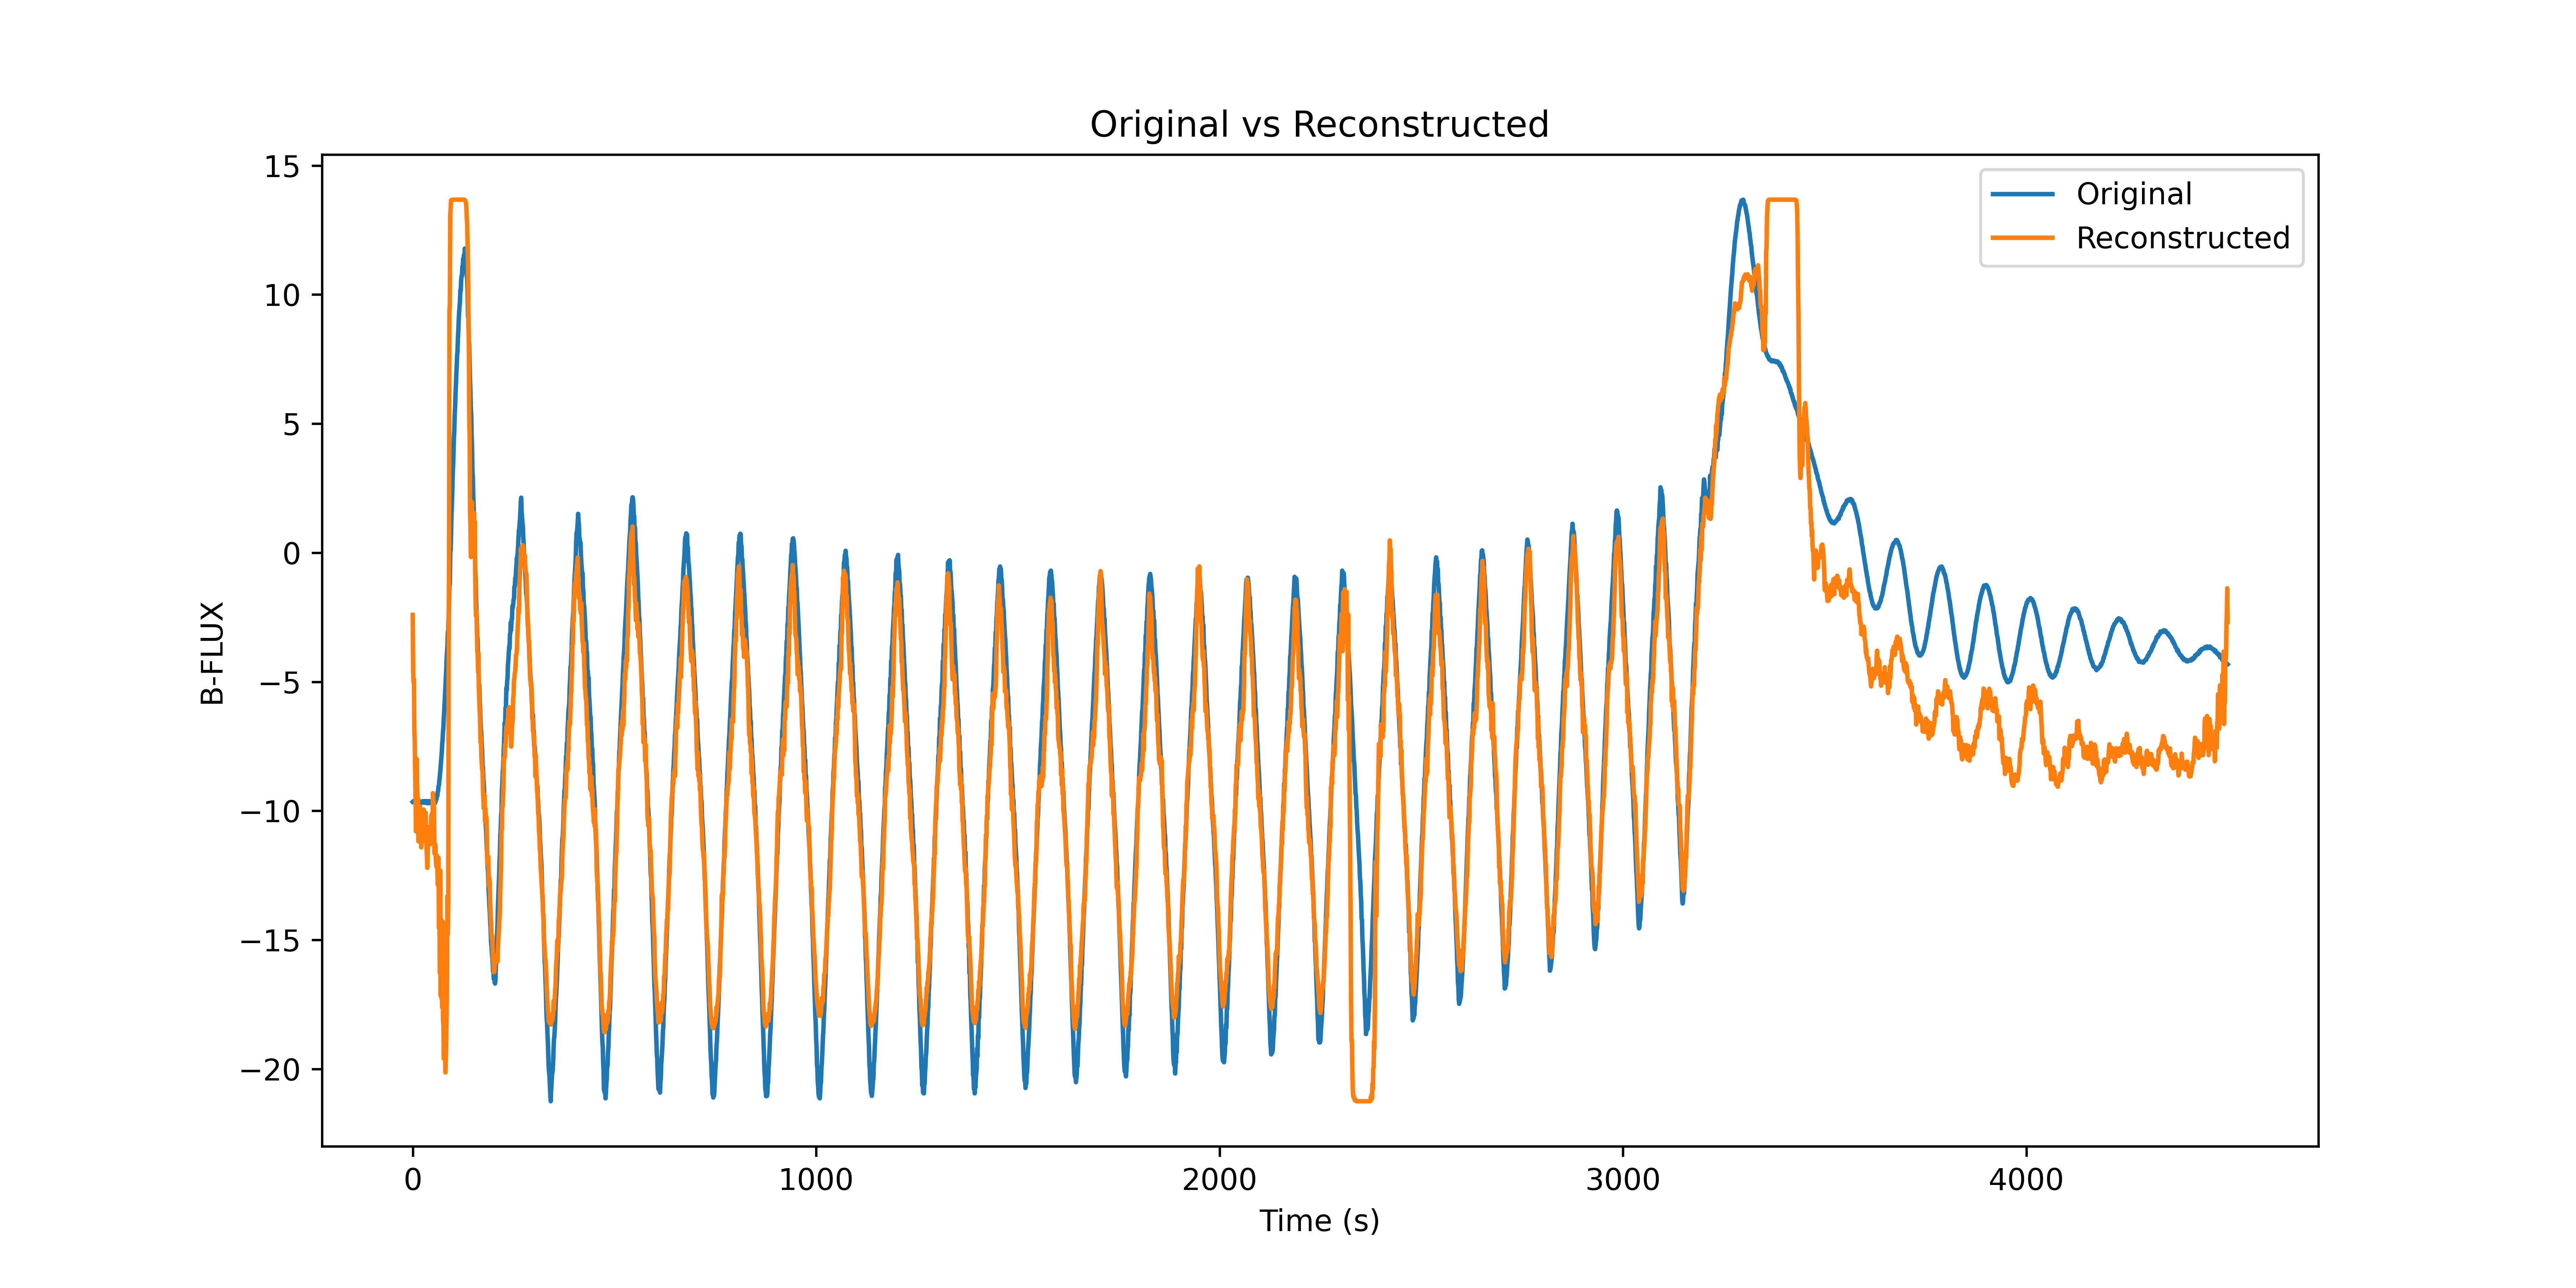 Original vs Reconstructed
15
10
5
0
−5
−10
−15
−20
B-FLUX
Original
Reconstructed
0 1000 2000 3000 4000
Time (s)